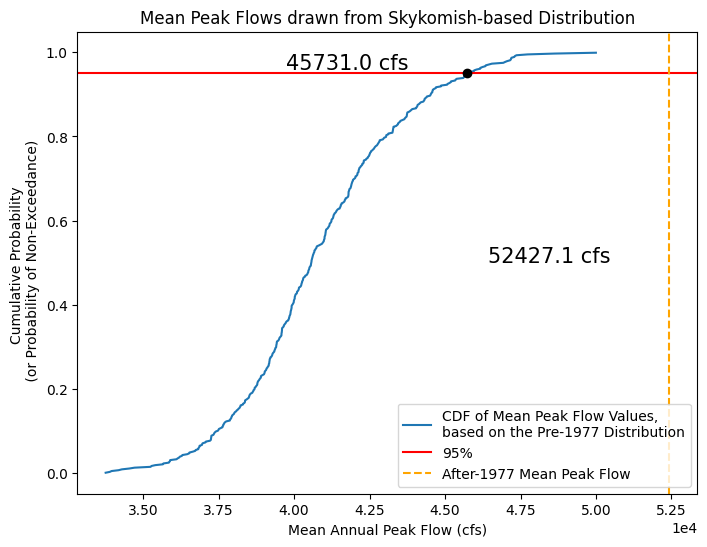 Mean Peak Flows drawn from Skykomish-based Distribution
Cumulative Probability
(or Probability of Non-Exceedance)
1.0
0.8
0.6
0.4
0.2
0.0
45731.0 cfs
52427.1 cfs
CDF of Mean Peak Flow Values,
based on the Pre-1977 Distribution
95%
After-1977 Mean Peak Flow
3.50 3.75 4.00 4.25 4.50 4.75 5.00 5.25
1e4
Mean Annual Peak Flow (cfs)